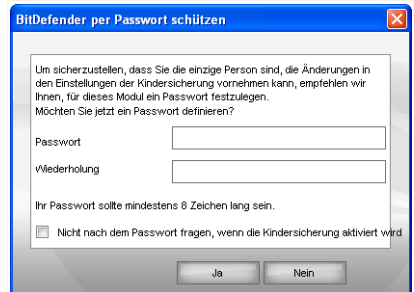 BitDefender per Passwort schützen
Um sicherzustellen, dass Sie die einzige Person sind, die Änderungen in
den Einstellungen der Kindersicherung vornehmen kann, empfehlen wir
Ihnen, für dieses Modul ein Passwort festzulegen.
Möchten Sie jetzt ein Passwort definieren?
Passwort
Wiederholung
Ihr Passwort sollte mindestens 8 Zeichen lang sein.
Nicht nach dem Passwort fragen, wenn die Kindersicherung aktiviert wird
Ja
Nein